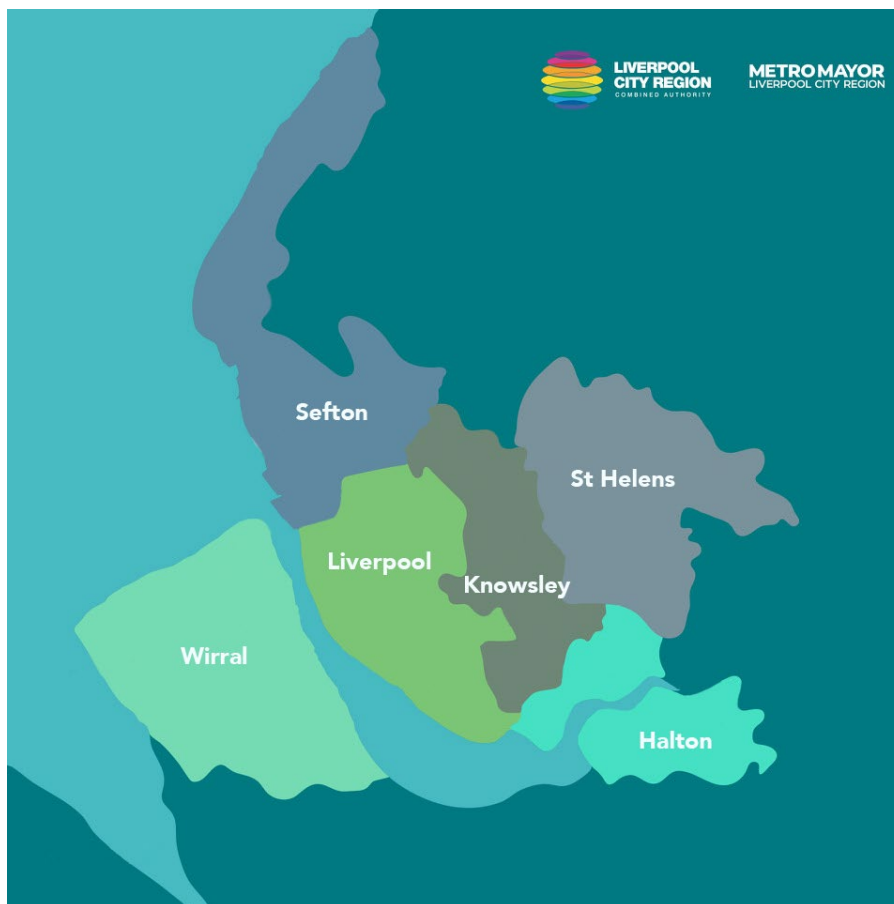 LIVERPOOL
CITY REGION
COMBINED AUTHORITY
METRO MAYOR
LIVERPOOL CITY REGION
Sefton
St Helens
Liverpool
Knowsley
Wirral
Halton